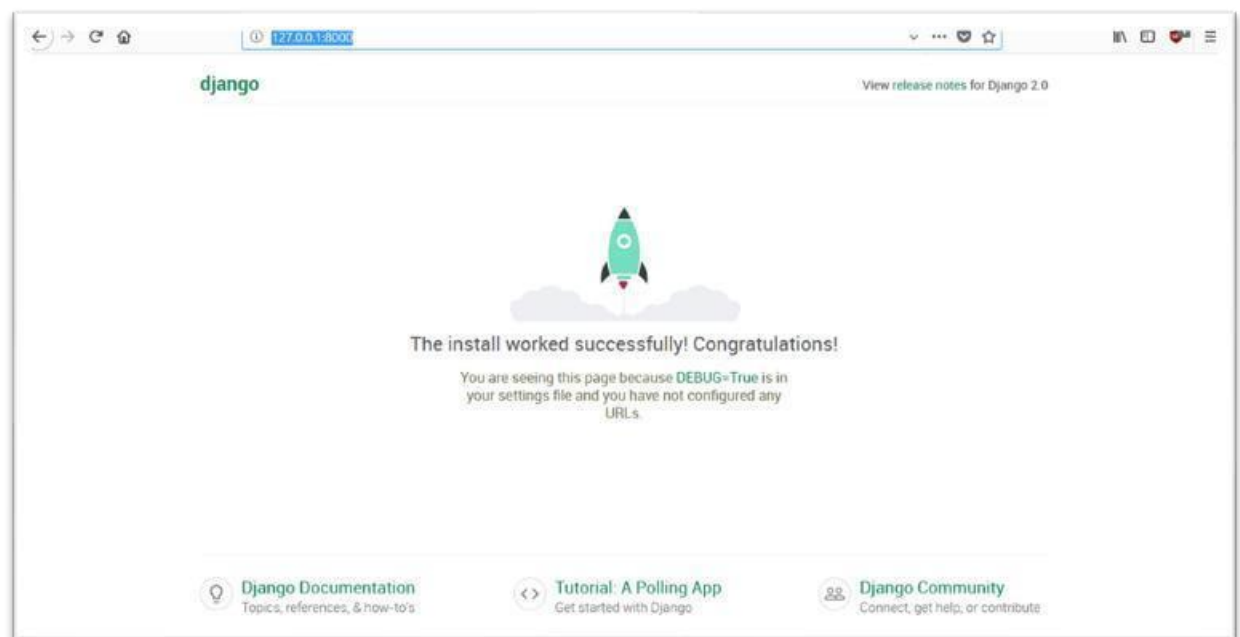 127.0.0.1:8000
django
View release notes for Django 2.0
The install worked successfully! Congratulations!
You are seeing this page because DEBUG=True is in
your settings file and you have not configured any
URLs.
Django Documentation
Topics, references, & how-to's
Tutorial: A Polling App
Get started with Django
Django Community
Connect, get help, or contribute